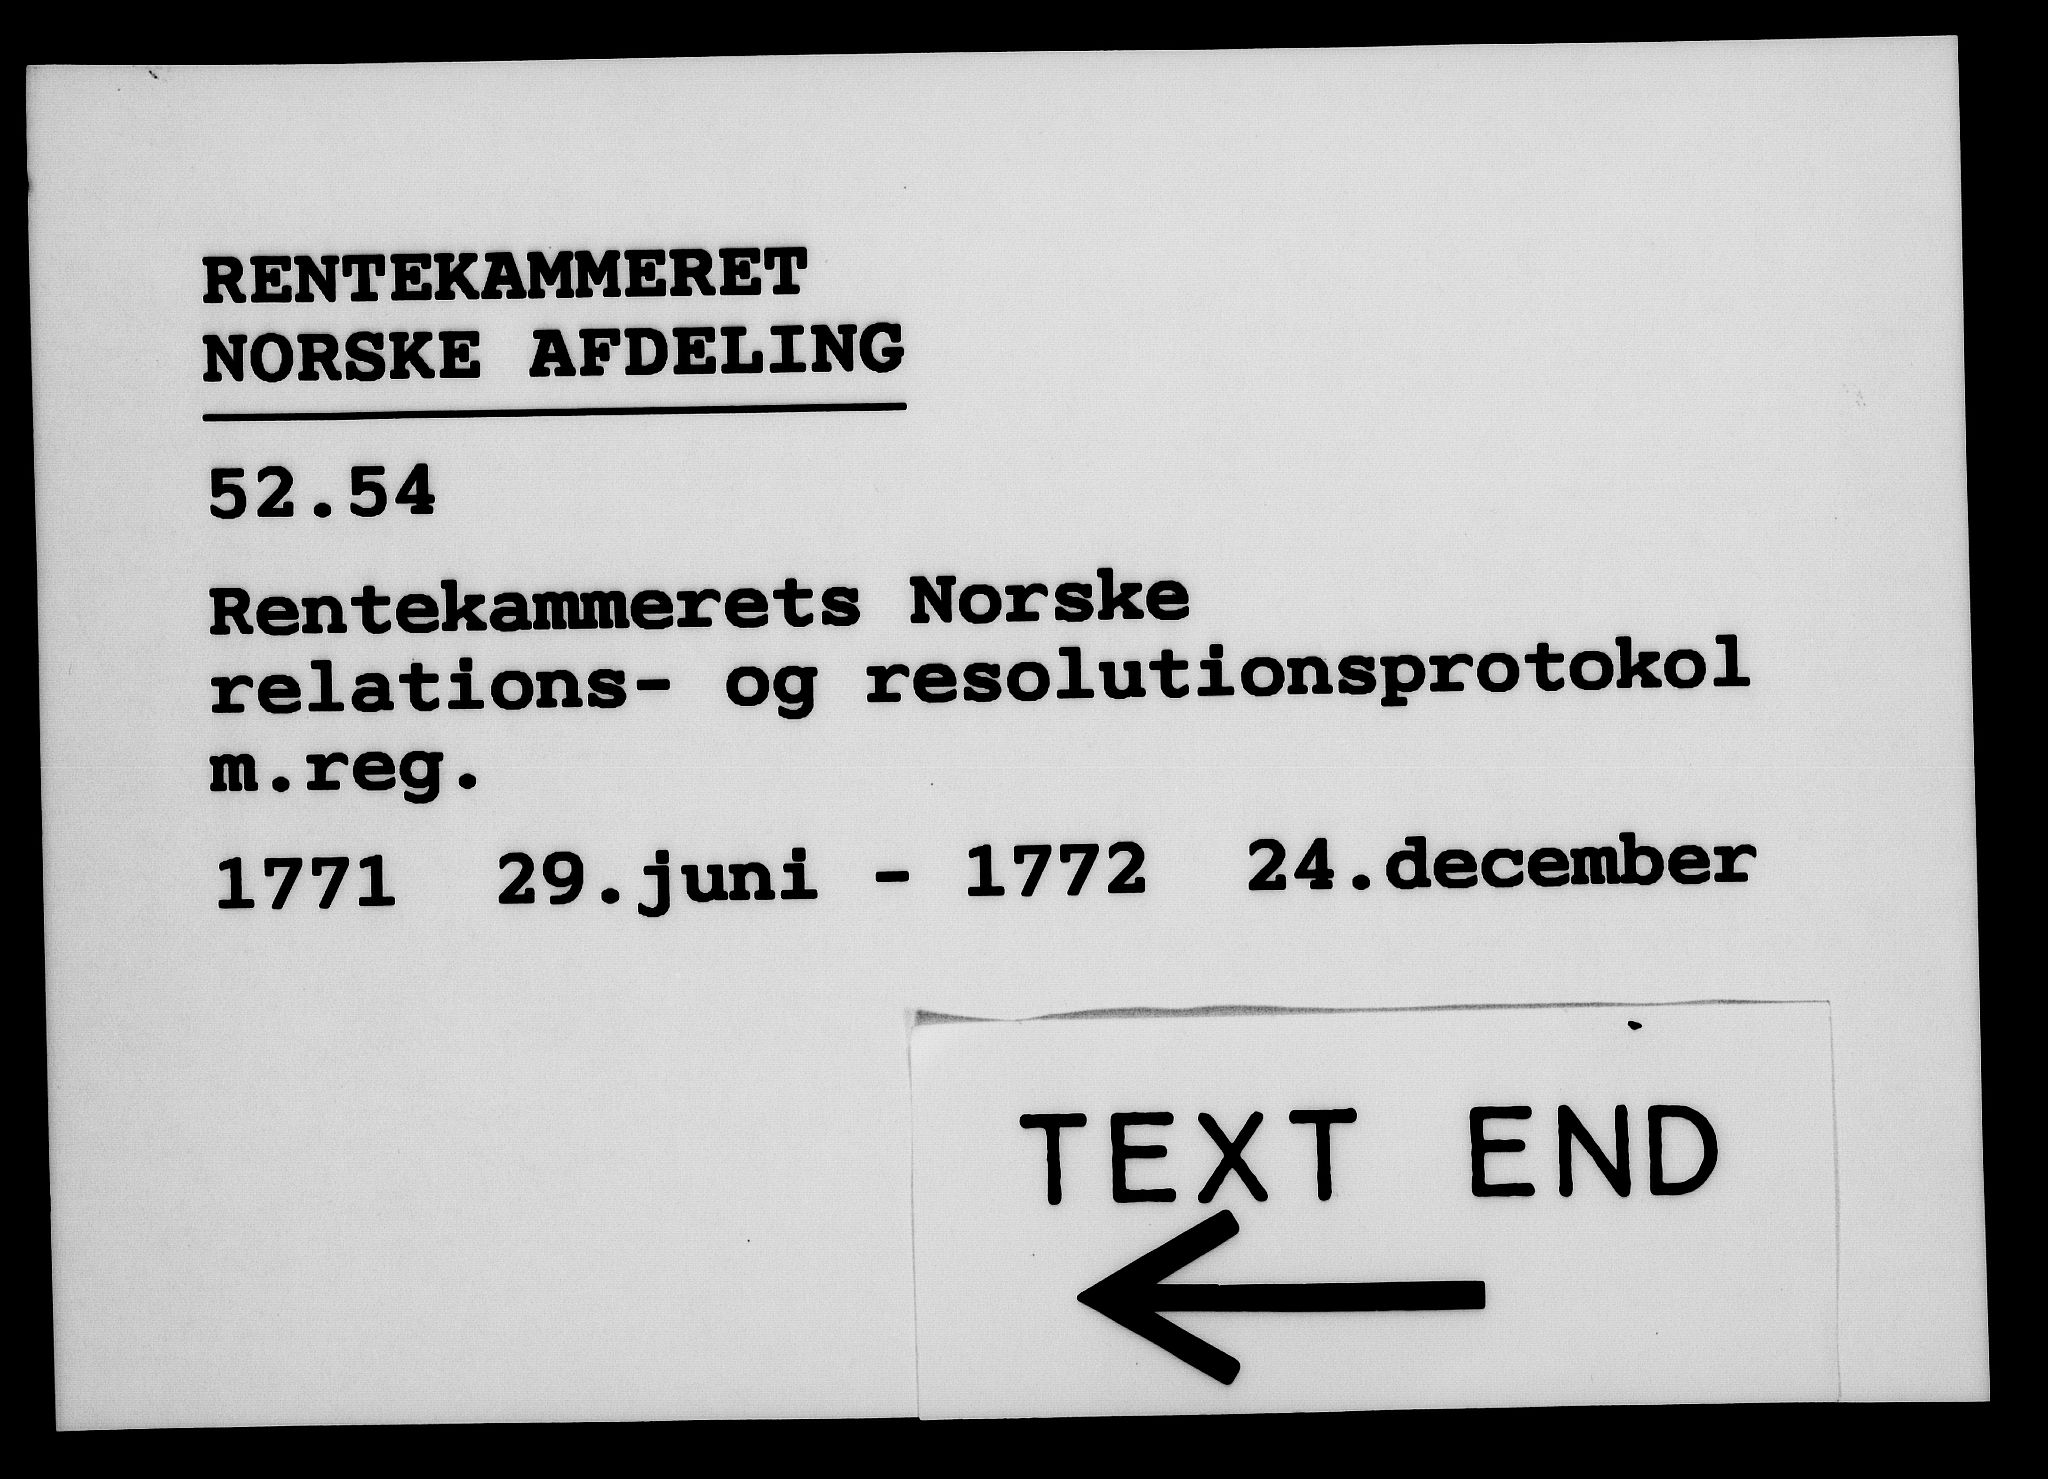 RENTEKAMMERET
NORSKE AFDELING
52.54
Rentekammerets Norske
relations- og resolutionsprotokol
m.reg.
1771 29.juni - 1772 24.december
TEXT END